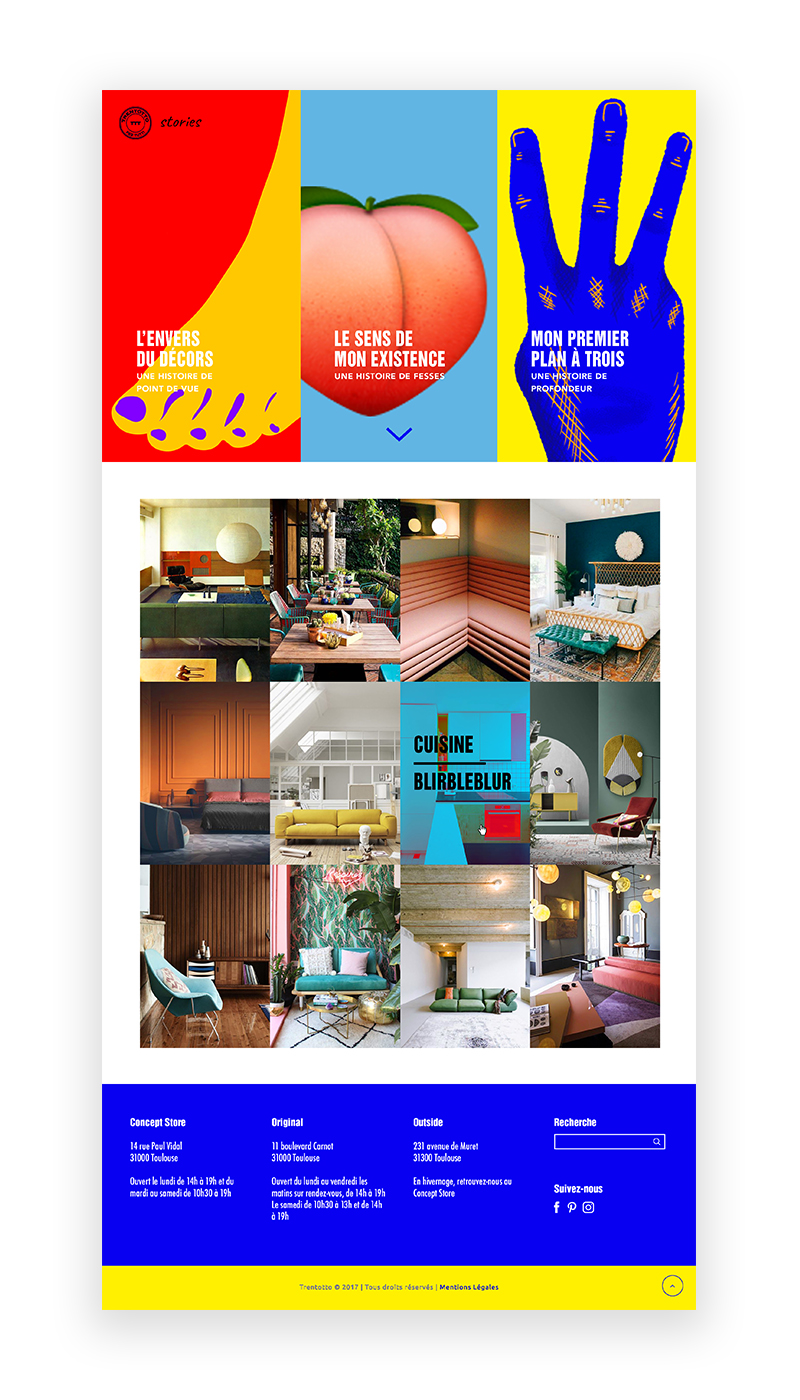 TRENTOTTO
stories
L'ENVERS
DU DÉCORS
UNE HISTOIRE DE
POINT DE VUE
LE SENS DE
MON EXISTENCE
UNE HISTOIRE DE FESSES
MON PREMIER
PLAN À TROIS
UNE HISTOIRE DE
PROFONDEUR
CUISINE
BLIRBLEBLUR
Concept Store
14 rue Paul Vidal
31000 Toulouse
Ouvert le lundi de 14h à 19h et du
mardi au samedi de 10h30 à 19h
Original
11 boulevard Carnot
31000 Toulouse
Ouvert du lundi au vendredi les
matins sur rendez-vous, de 14h à 19h
Le samedi de 10h30 à 13h et de 14h
à 19h
Outside
231 avenue de Muret
31300 Toulouse
En hivernage, retrouvez-nous au
Concept Store
Recherche
Suivez-nous
Trentotto © 2017 | Tous droits réservés | Mentions Légales